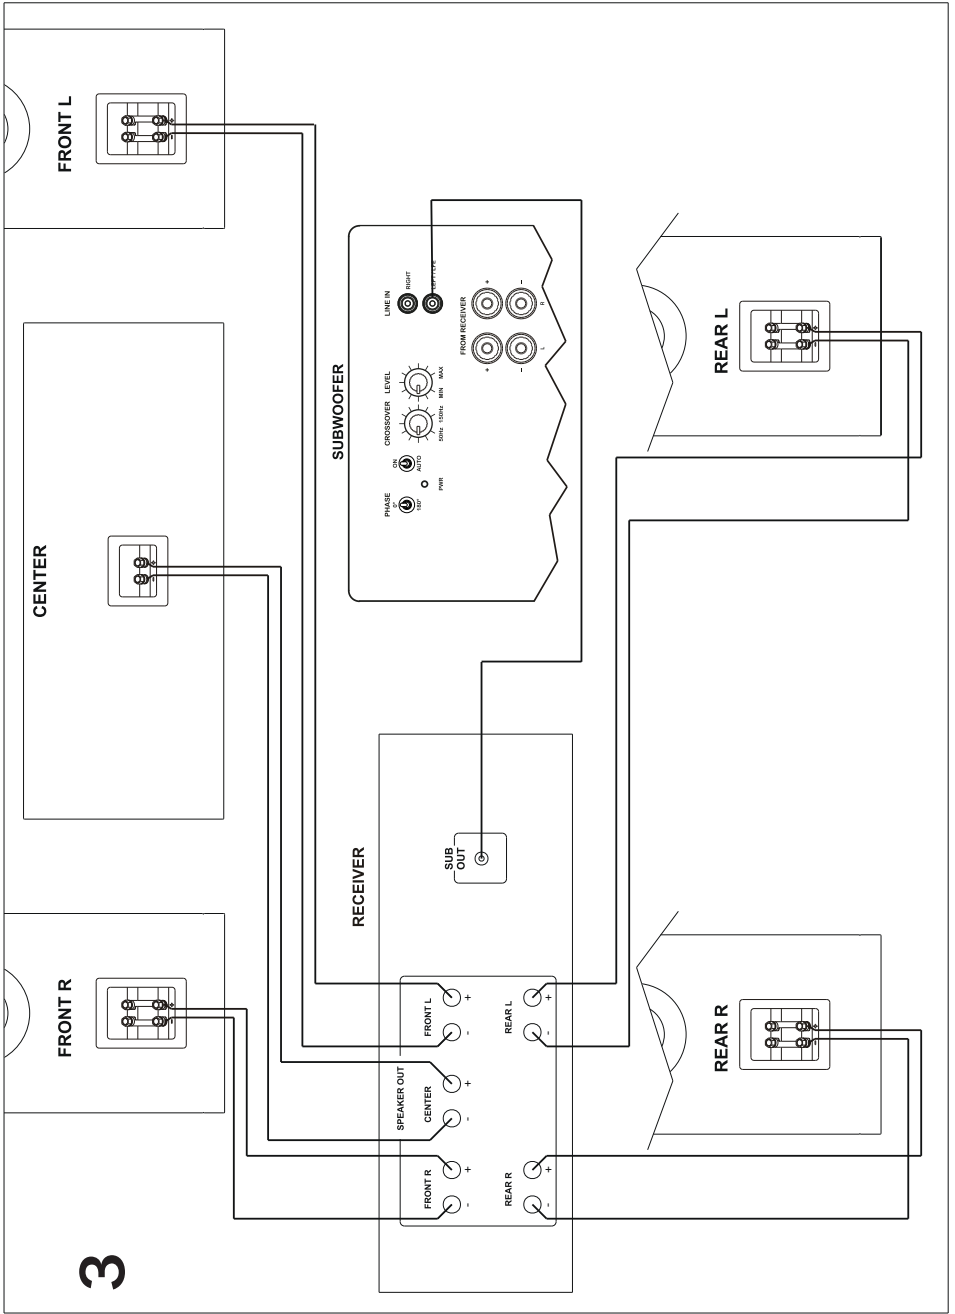 3
FRONT R
CENTER
FRONT L
+
-
+
-
+
-
RECEIVER
SPEAKER OUT
FRONT R
CENTER
FRONT L
-
+
-
+
-
+
REAR R
REAR L
-
+
-
+
SUB
OUT
SUBWOOFER
PHASE
0°
180°
ON
AUTO
PWR
CROSSOVER
50Hz
150Hz
LEVEL
MIN
MAX
LINE IN
RIGHT
LEFT / LFE
FROM RECEIVER
+
+
-
-
L
R
REAR R
-
+
REAR L
-
+